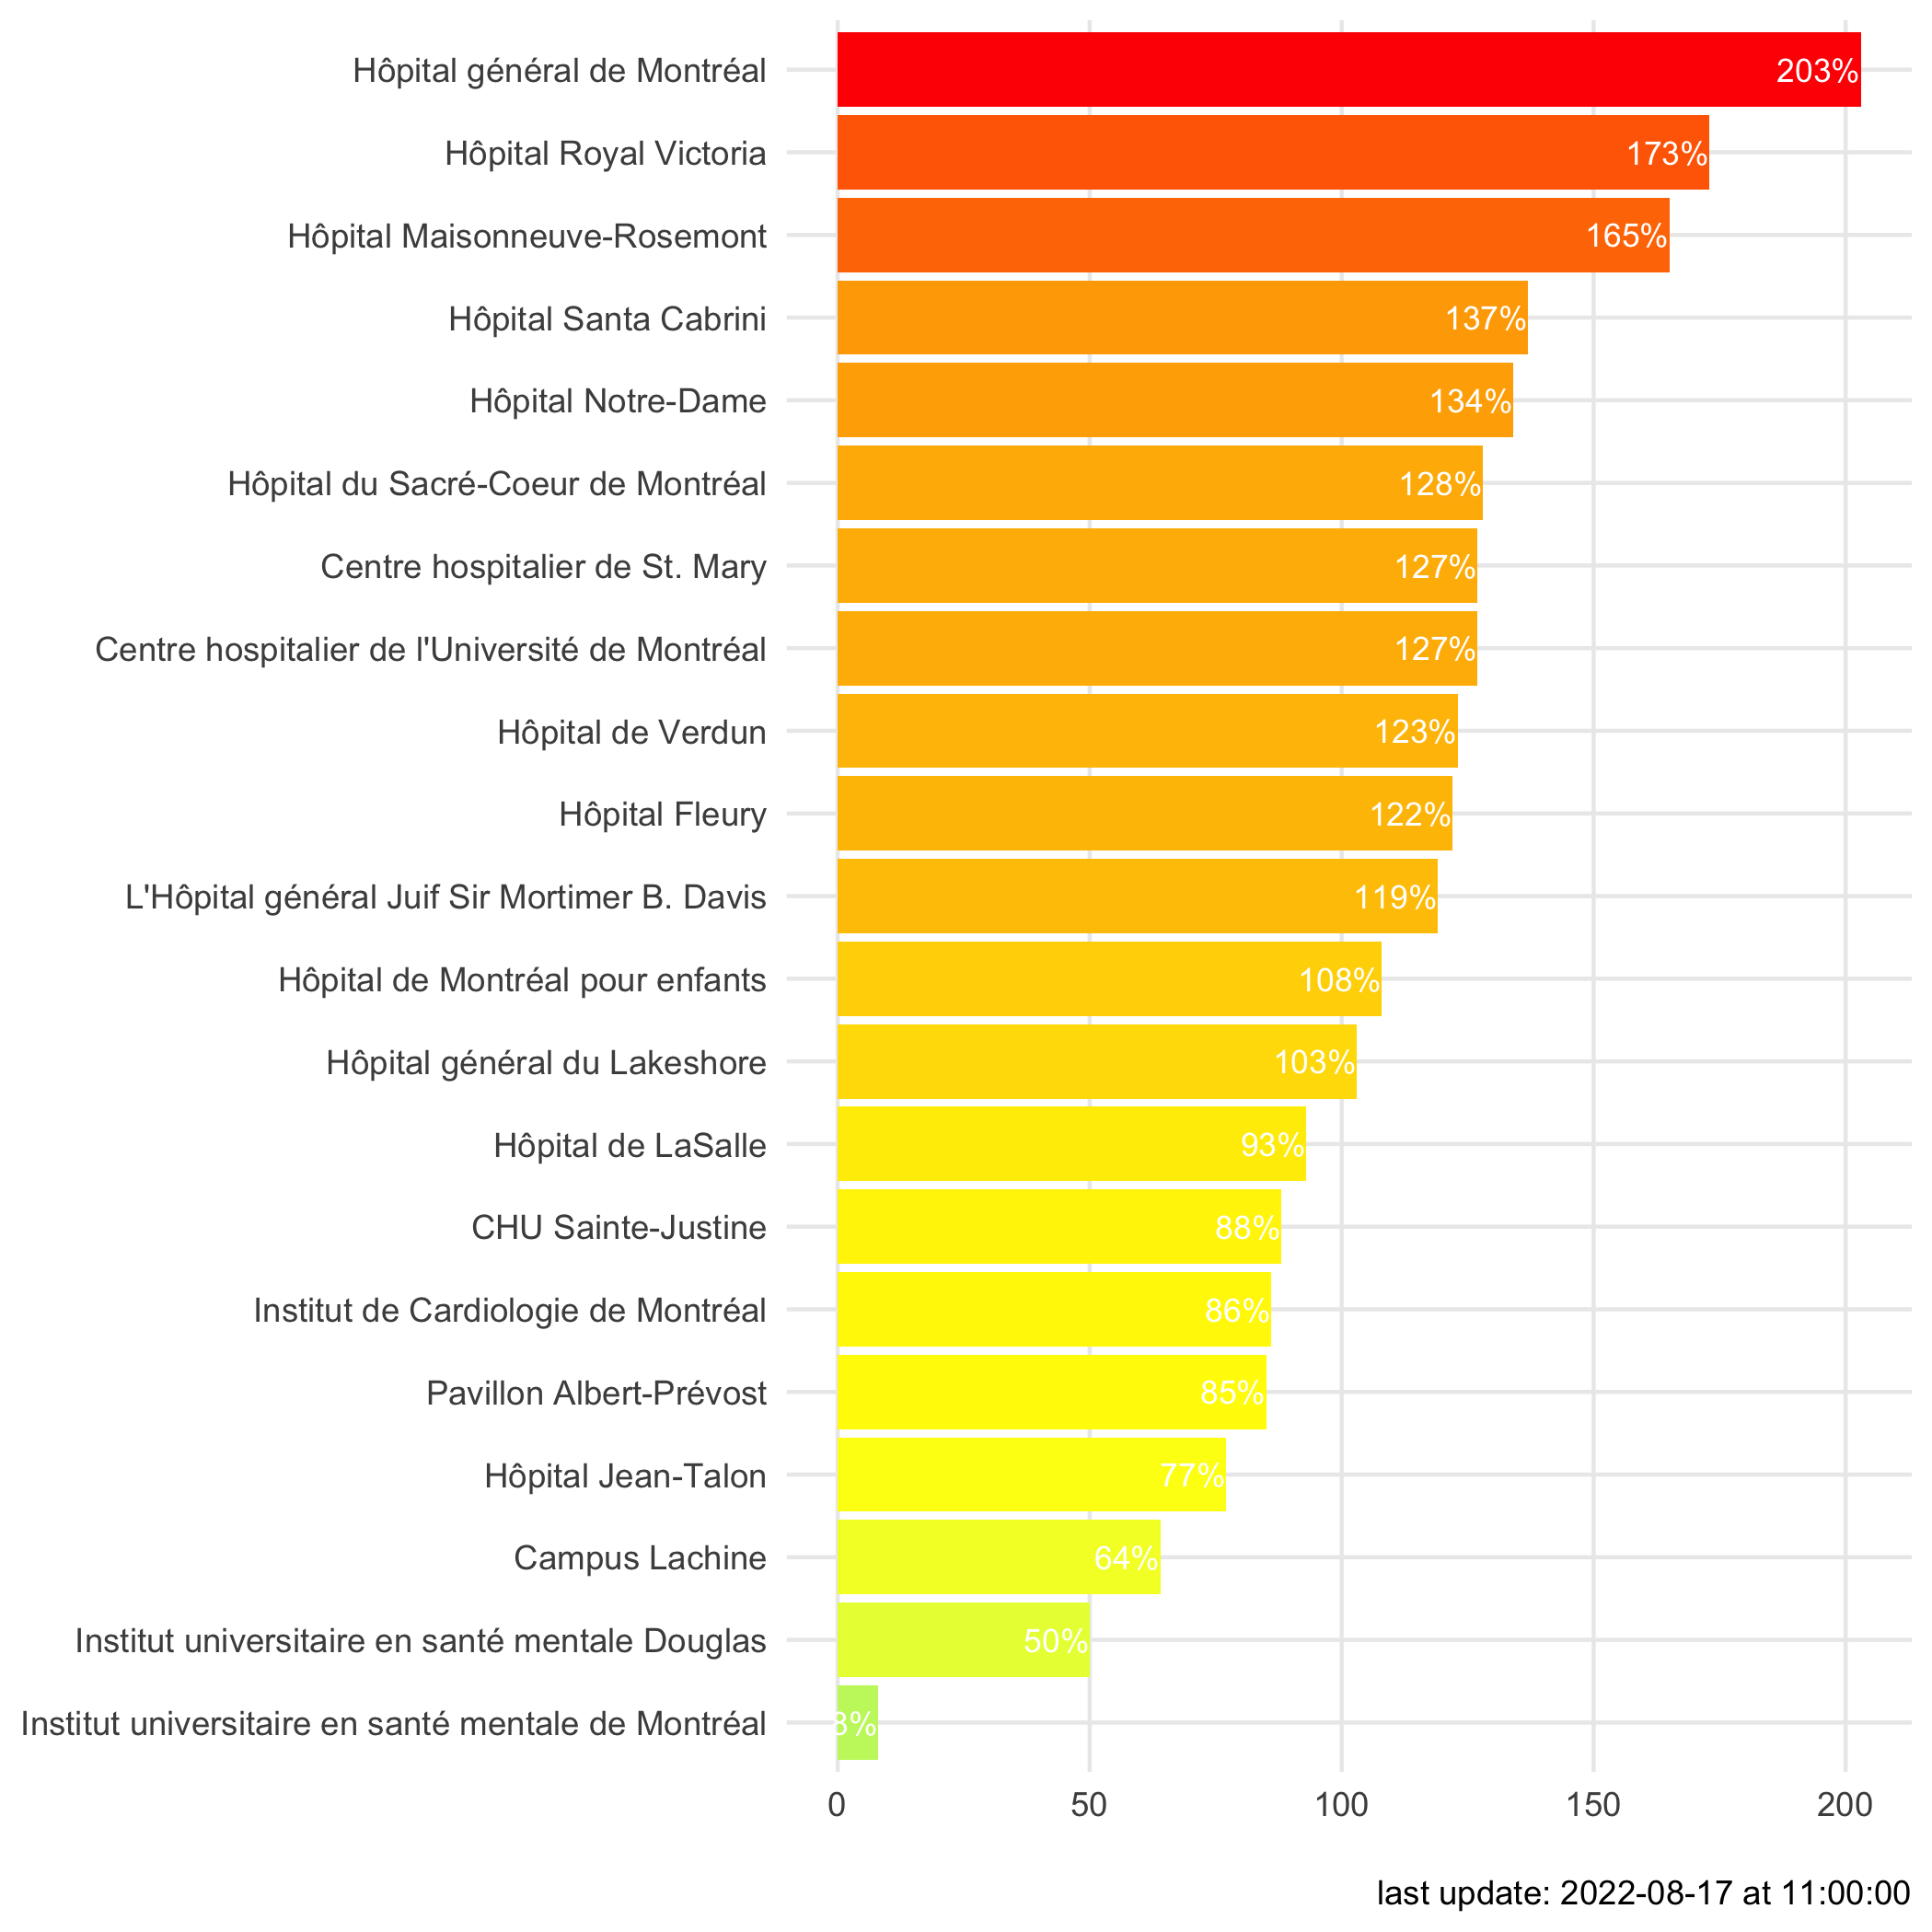 Hôpital général de Montréal 203%
Hôpital Royal Victoria 173%
Hôpital Maisonneuve-Rosemont 165%
Hôpital Santa Cabrini 137%
Hôpital Notre-Dame 134%
Hôpital du Sacré-Coeur de Montréal 128%
Centre hospitalier de St. Mary 127%
Centre hospitalier de l'Université de Montréal 127%
Hôpital de Verdun 123%
Hôpital Fleury 122%
L'Hôpital général Juif Sir Mortimer B. Davis 119%
Hôpital de Montréal pour enfants 108%
Hôpital général du Lakeshore 103%
Hôpital de LaSalle 93%
CHU Sainte-Justine 88%
Institut de Cardiologie de Montréal 86%
Pavillon Albert-Prévost 85%
Hôpital Jean-Talon 77%
Campus Lachine 64%
Institut universitaire en santé mentale Douglas 50%
Institut universitaire en santé mentale de Montréal 8%
0 50 100 150 200
last update: 2022-08-17 at 11:00:00